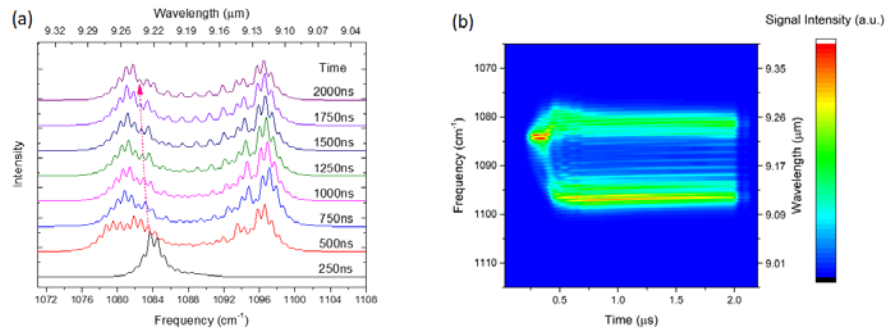 (a)
Wavelength (μm)
9.32 9.29 9.26 9.24 9.22 9.19 9.16 9.13 9.10 9.07 9.04
Time
2000ns
1750ns
1500ns
1250ns
1000ns
750ns
500ns
250ns
Intensity
1072 1076 1080 1084 1088 1092 1096 1100 1104 1108
Frequency (cm⁻¹)
(b)
Signal Intensity (a.u.)
Frequency (cm⁻¹)
1070
1080
1090
1100
1110
9.35
9.26
9.17
9.09
9.01
Wavelength (μm)
0.5 1.0 1.5 2.0
Time (μs)